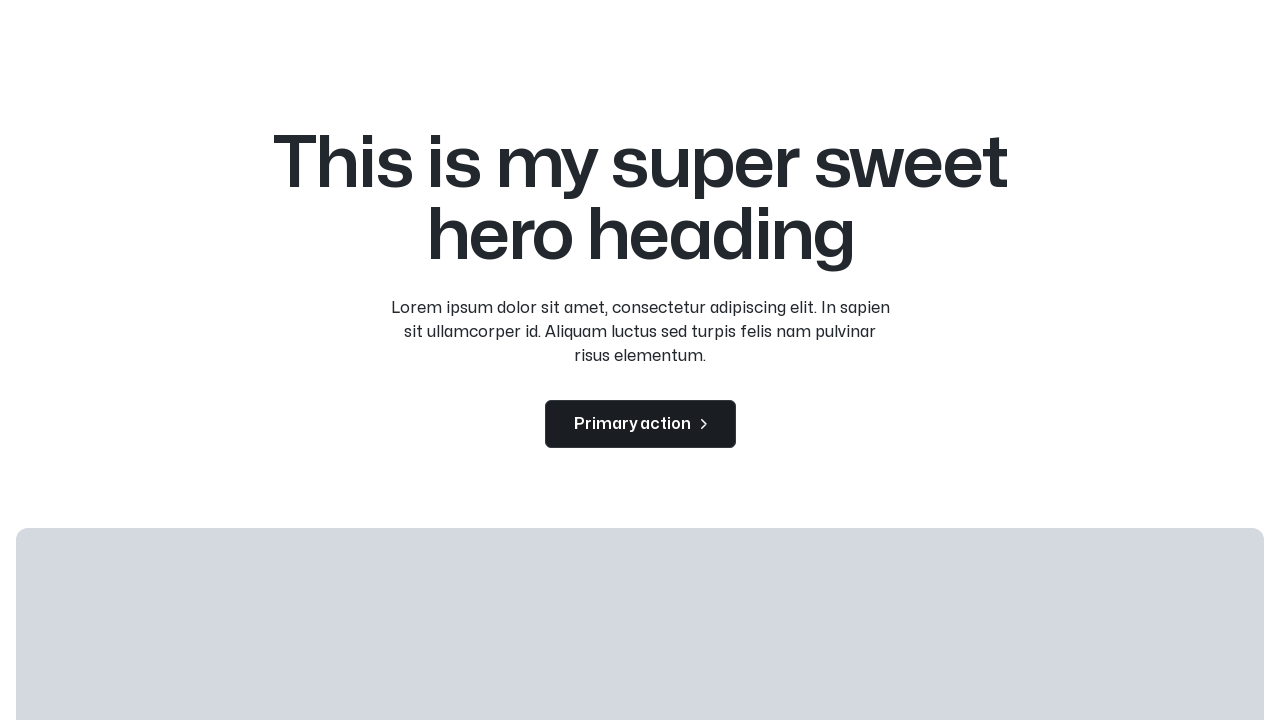 This is my super sweet
hero heading
Lorem ipsum dolor sit amet, consectetur adipiscing elit. In sapien
sit ullamcorper id. Aliquam luctus sed turpis felis nam pulvinar
risus elementum.
Primary action